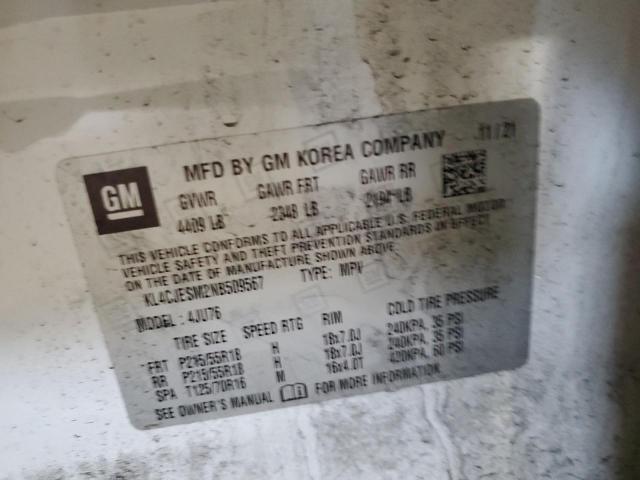 MFD BY GM KOREA COMPANY 11/21
GM GVWR GAWR FRT GAWR RR
4409 LB 2348 LB LB
THIS VEHICLE CONFORMS TO ALL APPLICABLE U.S. FEDERAL MOTOR
VEHICLE SAFETY AND THEFT PREVENTION STANDARDS IN EFFECT
ON THE DATE OF MANUFACTURE SHOWN ABOVE.
KL4CJESM2NB509567 TYPE: MPV
MODEL: 4JU76
TIRE SIZE SPEED RTG RIM COLD TIRE PRESSURE
FRT P215/55R18 H 18x7.0J 240KPA, 35 PSI
RR P215/55R18 H 18x7.0J 240KPA, 35 PSI
SPA T125/70R16 M 16x4.0T 420KPA, 60 PSI
SEE OWNER'S MANUAL FOR MORE INFORMATION